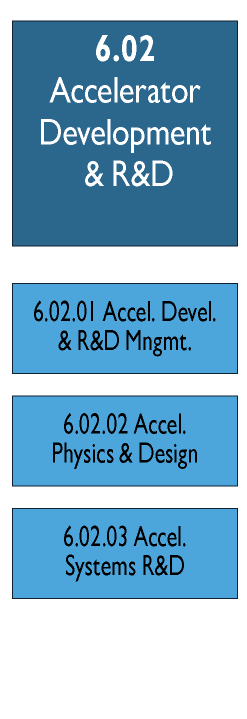 6.02
Accelerator
Development
& R&D
6.02.01 Accel. Devel.
& R&D Mngmt.
6.02.02 Accel.
Physics & Design
6.02.03 Accel.
Systems R&D